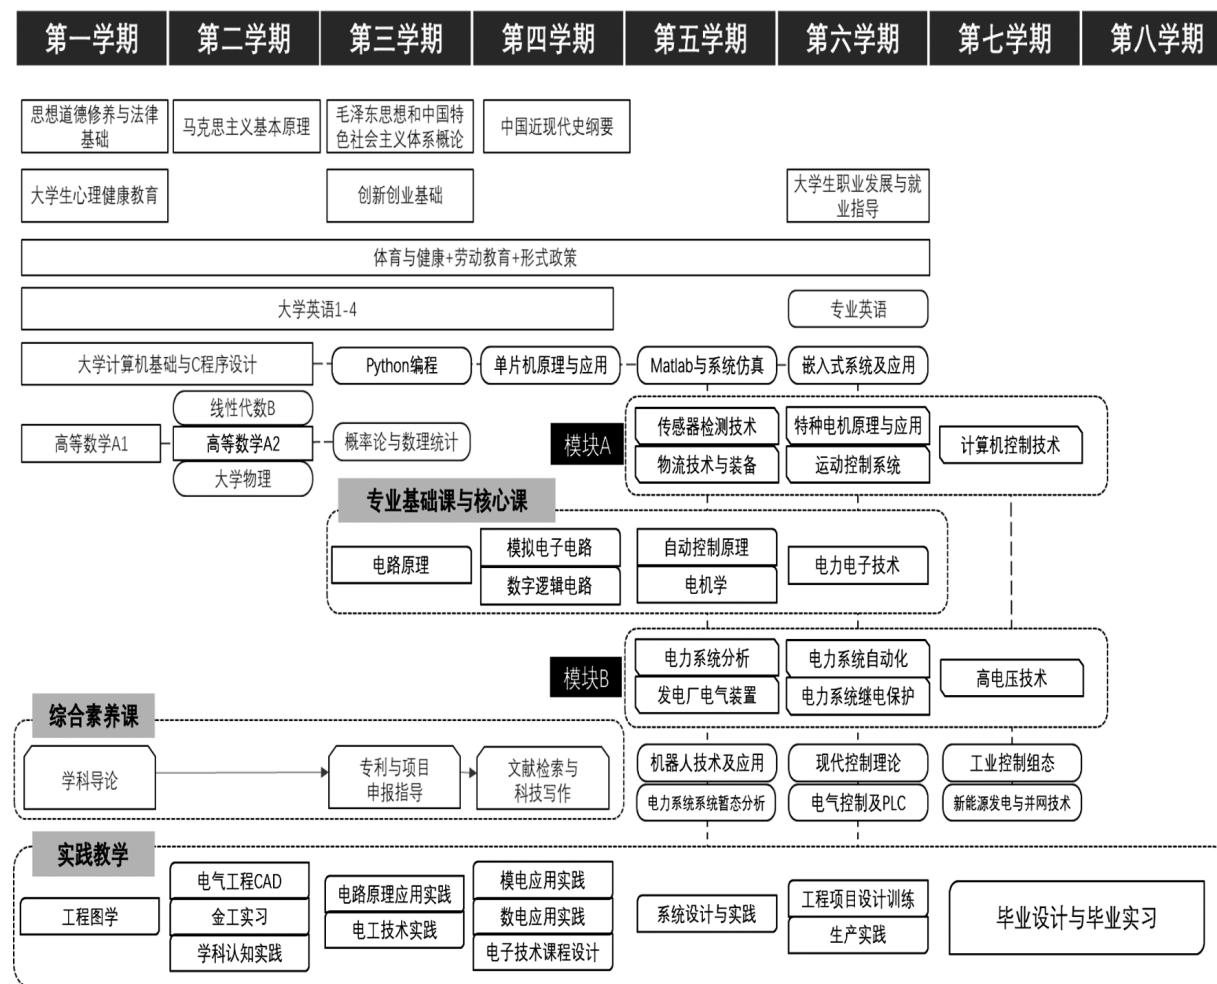 第一学期
第二学期
第三学期
第四学期
第五学期
第六学期
第七学期
第八学期
思想道德修养与法律
基础
马克思主义基本原理
毛泽东思想和中国特
色社会主义体系概论
中国近现代史纲要
大学生心理健康教育
创新创业基础
大学生职业发展与就
业指导
体育与健康+劳动教育+形式政策
大学英语1-4
专业英语
大学计算机基础与C程序设计
Python编程
单片机原理与应用
Matlab与系统仿真
嵌入式系统及应用
线性代数B
高等数学A1
高等数学A2
大学物理
概率论与数理统计
模块A
传感器检测技术
物流技术与装备
特种电机原理与应用
运动控制系统
计算机控制技术
专业基础课与核心课
电路原理
模拟电子电路
数字逻辑电路
自动控制原理
电机学
电力电子技术
模块B
电力系统分析
发电厂电气装置
电力系统自动化
电力系统继电保护
高电压技术
综合素养课
学科导论
专利与项目
申报指导
文献检索与
科技写作
机器人技术及应用
电力系统系统暂态分析
现代控制理论
电气控制及PLC
工业控制组态
新能源发电与并网技术
实践教学
工程图学
电气工程CAD
金工实习
学科认知实践
电路原理应用实践
电工技术实践
模电应用实践
数电应用实践
电子技术课程设计
系统设计与实践
工程项目设计训练
生产实践
毕业设计与毕业实习